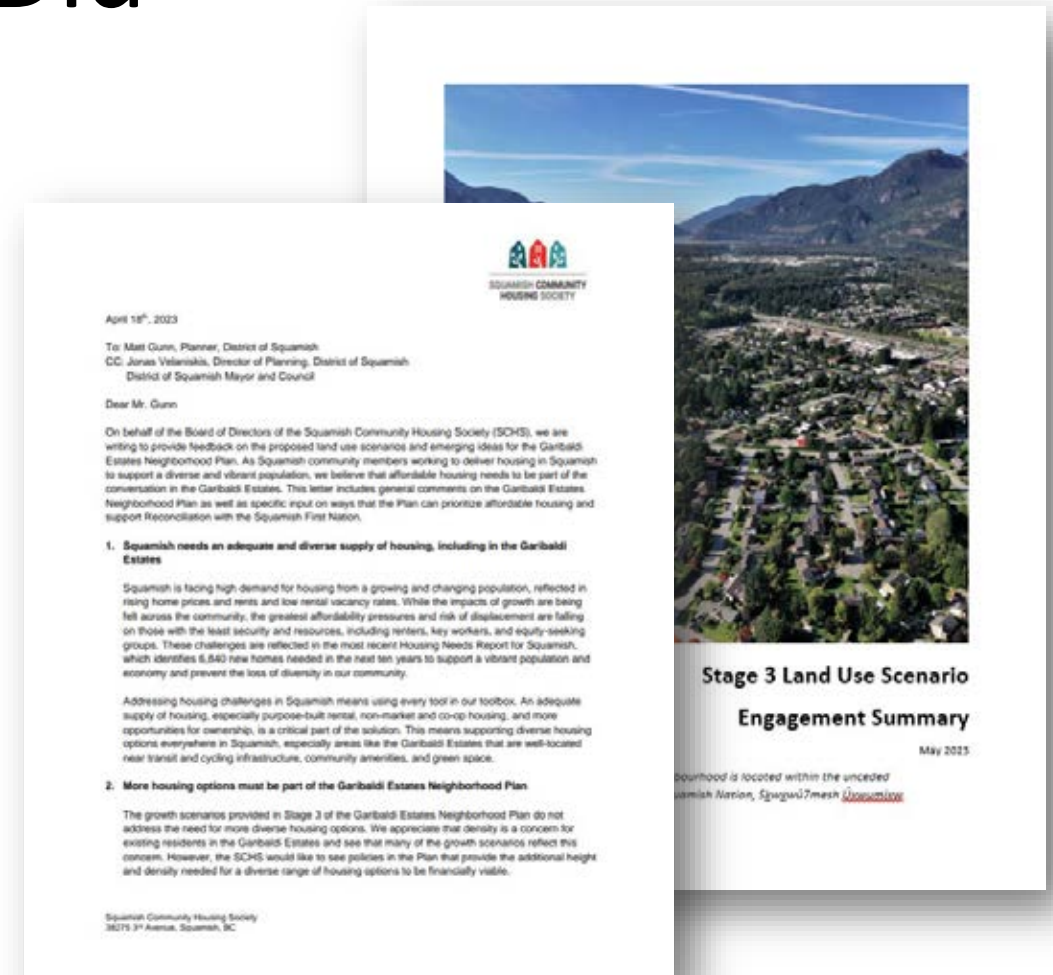 SQUAMISH COMMUNITY
HOUSING SOCIETY
April 18th, 2023
To: Matt Gunn, Planner, District of Squamish
CC: Jonas Velaniskis, Director of Planning, District of Squamish
District of Squamish Mayor and Council
Dear Mr. Gunn
On behalf of the Board of Directors of the Squamish Community Housing Society (SCHS), we are
writing to provide feedback on the proposed land use scenarios and emerging ideas for the Garibaldi
Estates Neighborhood Plan. As Squamish community members working to deliver housing in Squamish
to support a diverse and vibrant population, we believe that affordable housing needs to be part of the
conversation in the Garibaldi Estates. This letter includes general comments on the Garibaldi Estates
Neighborhood Plan as well as specific input on ways that the Plan can prioritize affordable housing and
support Reconciliation with the Squamish First Nation.
1. Squamish needs an adequate and diverse supply of housing, including in the Garibaldi
Estates
Squamish is facing high demand for housing from a growing and changing population, reflected in
rising home prices and rents and low rental vacancy rates. While the impacts of growth are being
felt across the community, the greatest affordability pressures and risk of displacement are falling
on those with the least security and resources, including renters, key workers, and equity-seeking
groups. These challenges are reflected in the most recent Housing Needs Report for Squamish,
which identifies 6,840 new homes needed in the next ten years to support a vibrant population and
economy and prevent the loss of diversity in our community.
Addressing housing challenges in Squamish means using every tool in our toolbox. An adequate
supply of housing, especially purpose-built rental, non-market and co-op housing, and more
opportunities for ownership, is a critical part of the solution. This means supporting diverse housing
options everywhere in Squamish, especially areas like the Garibaldi Estates that are well-located
near transit and cycling infrastructure, community amenities, and green space.
2. More housing options must be part of the Garibaldi Estates Neighborhood Plan
The growth scenarios provided in Stage 3 of the Garibaldi Estates Neighborhood Plan do not
address the need for more diverse housing options. We appreciate that density is a concern for
existing residents in the Garibaldi Estates and see that many of the growth scenarios reflect this
concern. However, the SCHS would like to see policies in the Plan that provide the additional height
and density needed for a diverse range of housing options to be financially viable.
Squamish Community Housing Society
38275 3rd Avenue, Squamish, BC
Stage 3 Land Use Scenario
Engagement Summary
May 2023
bourhood is located within the unceded
uamish Nation, Sḵwx̱wú7mesh Úxwumixw